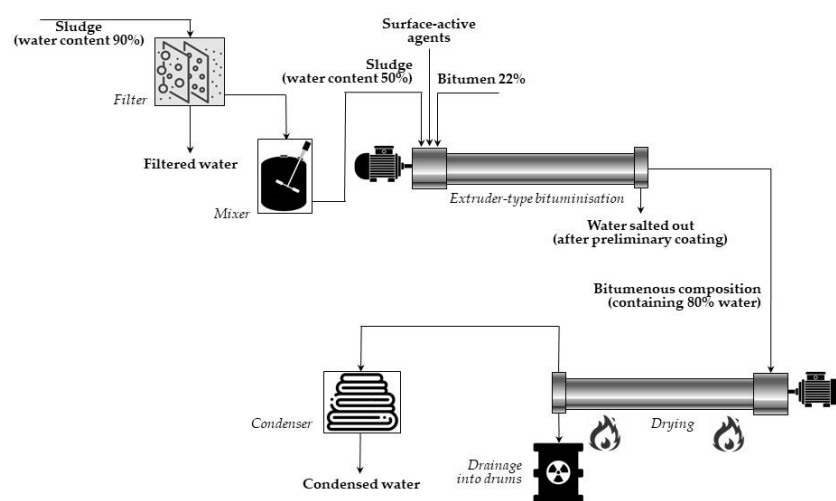 Sludge
(water content 90%)
Filter
Filtered water
Mixer
Surface-active
agents
Sludge
(water content 50%)
Bitumen 22%
Extruder-type bituminisation
Water salted out
(after preliminary coating)
Bitumenous composition
(containing 80% water)
Condenser
Condensed water
Drying
Drainage
into drums